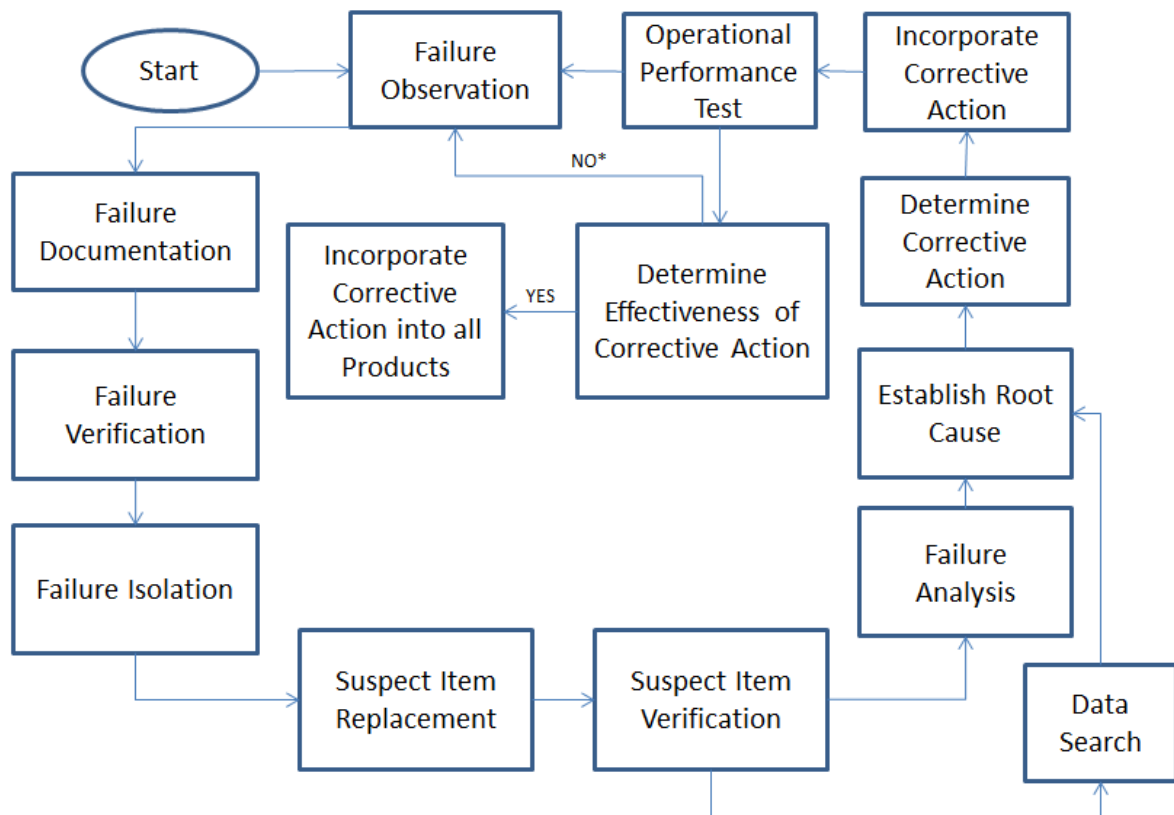 Start
Failure
Observation
Operational
Performance
Test
Incorporate
Corrective
Action
NO*
Failure
Documentation
Incorporate
Corrective
Action into all
Products
YES
Determine
Effectiveness of
Corrective Action
Determine
Corrective
Action
Failure
Verification
Establish Root
Cause
Failure Isolation
Failure
Analysis
Suspect Item
Replacement
Suspect Item
Verification
Data
Search